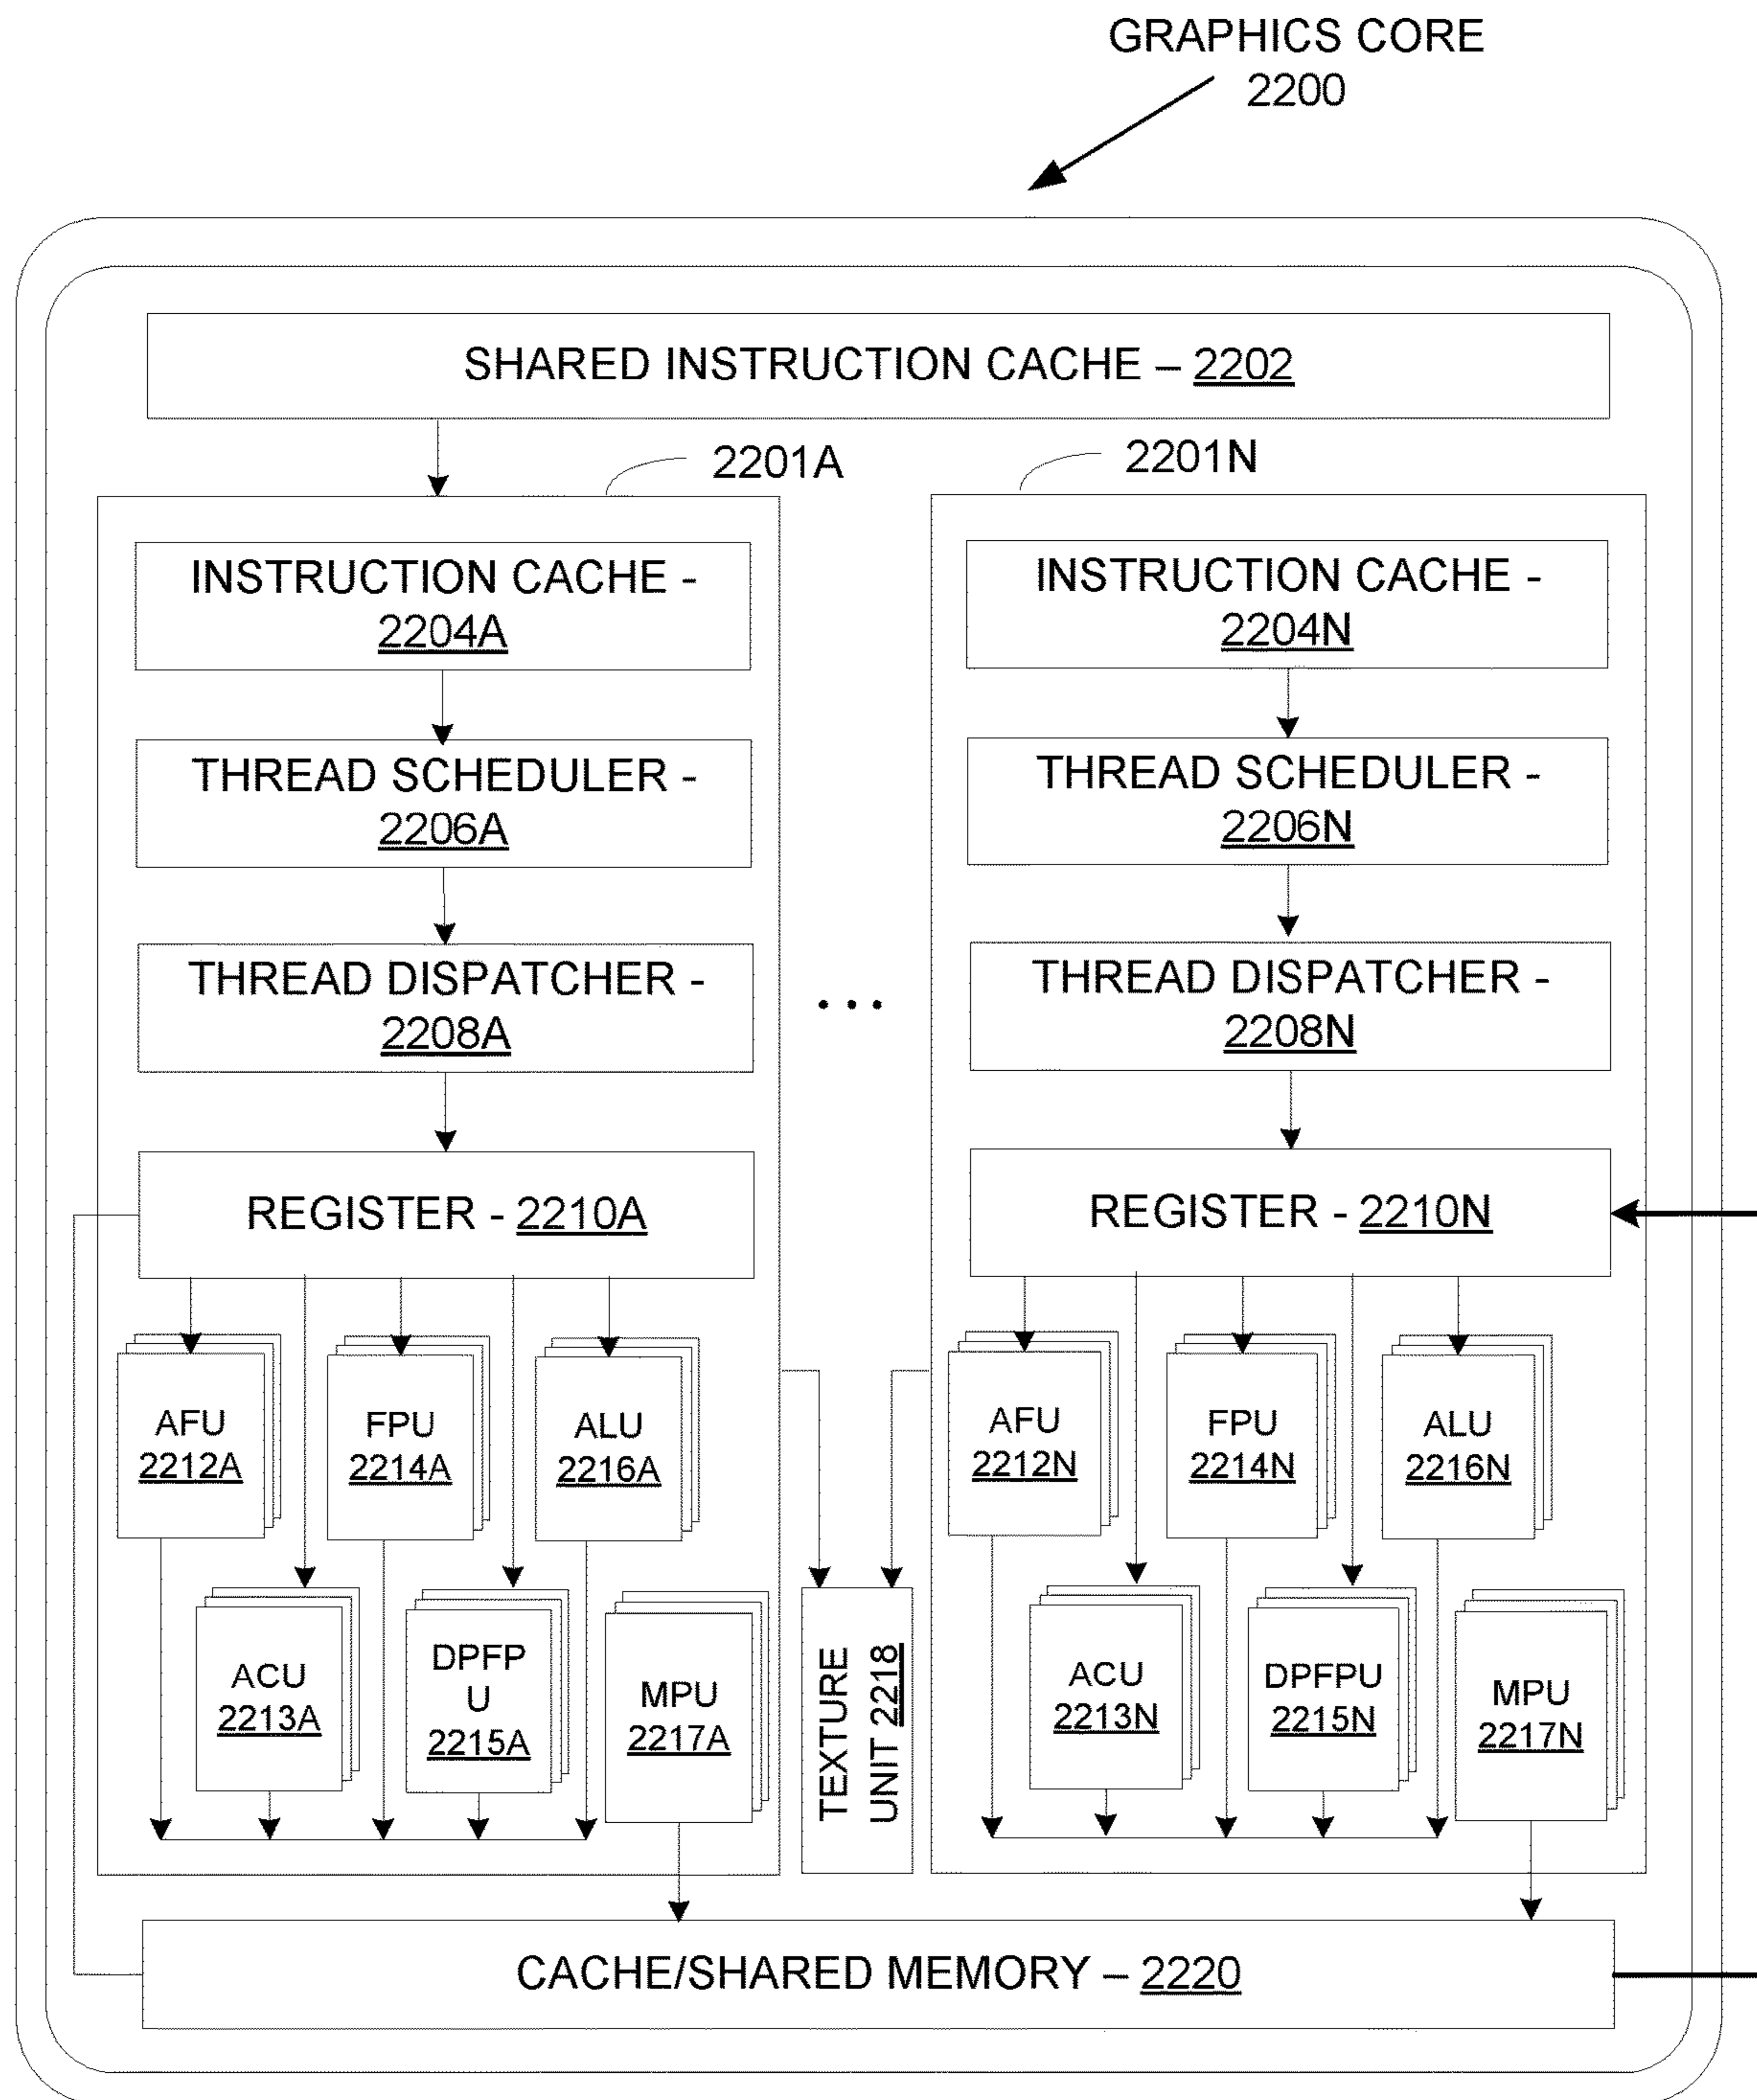 GRAPHICS CORE
2200
SHARED INSTRUCTION CACHE – 2202
2201A
2201N
INSTRUCTION CACHE -
2204A
THREAD SCHEDULER -
2206A
THREAD DISPATCHER -
2208A
REGISTER - 2210A
AFU
2212A
FPU
2214A
ALU
2216A
ACU
2213A
DPFP
U
2215A
MPU
2217A
...
TEXTURE
UNIT 2218
INSTRUCTION CACHE -
2204N
THREAD SCHEDULER -
2206N
THREAD DISPATCHER -
2208N
REGISTER - 2210N
AFU
2212N
FPU
2214N
ALU
2216N
ACU
2213N
DPFPU
2215N
MPU
2217N
CACHE/SHARED MEMORY – 2220